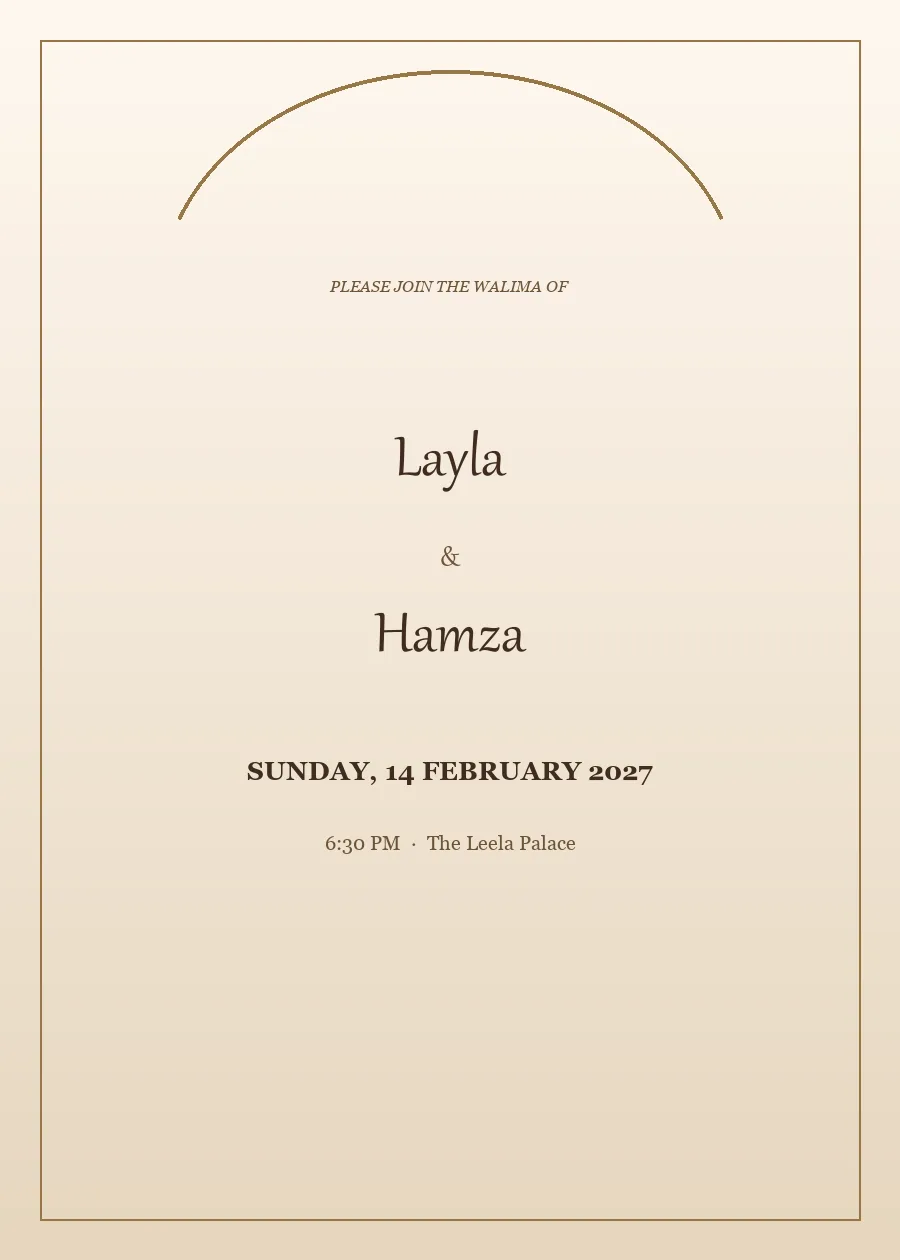 PLEASE JOIN THE WALIMA OF
Layla
&
Hamza
SUNDAY, 14 FEBRUARY 2027
6:30 PM · The Leela Palace